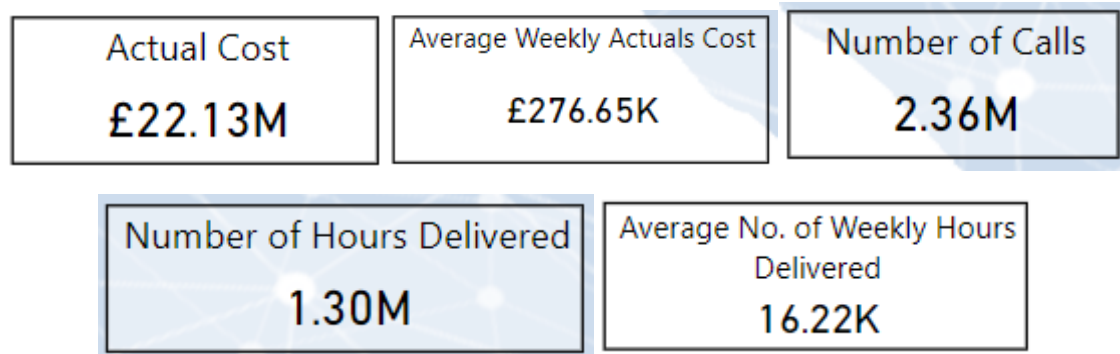 Actual Cost
£22.13M
Average Weekly Actuals Cost
£276.65K
Number of Calls
2.36M
Number of Hours Delivered
1.30M
Average No. of Weekly Hours
Delivered
16.22K